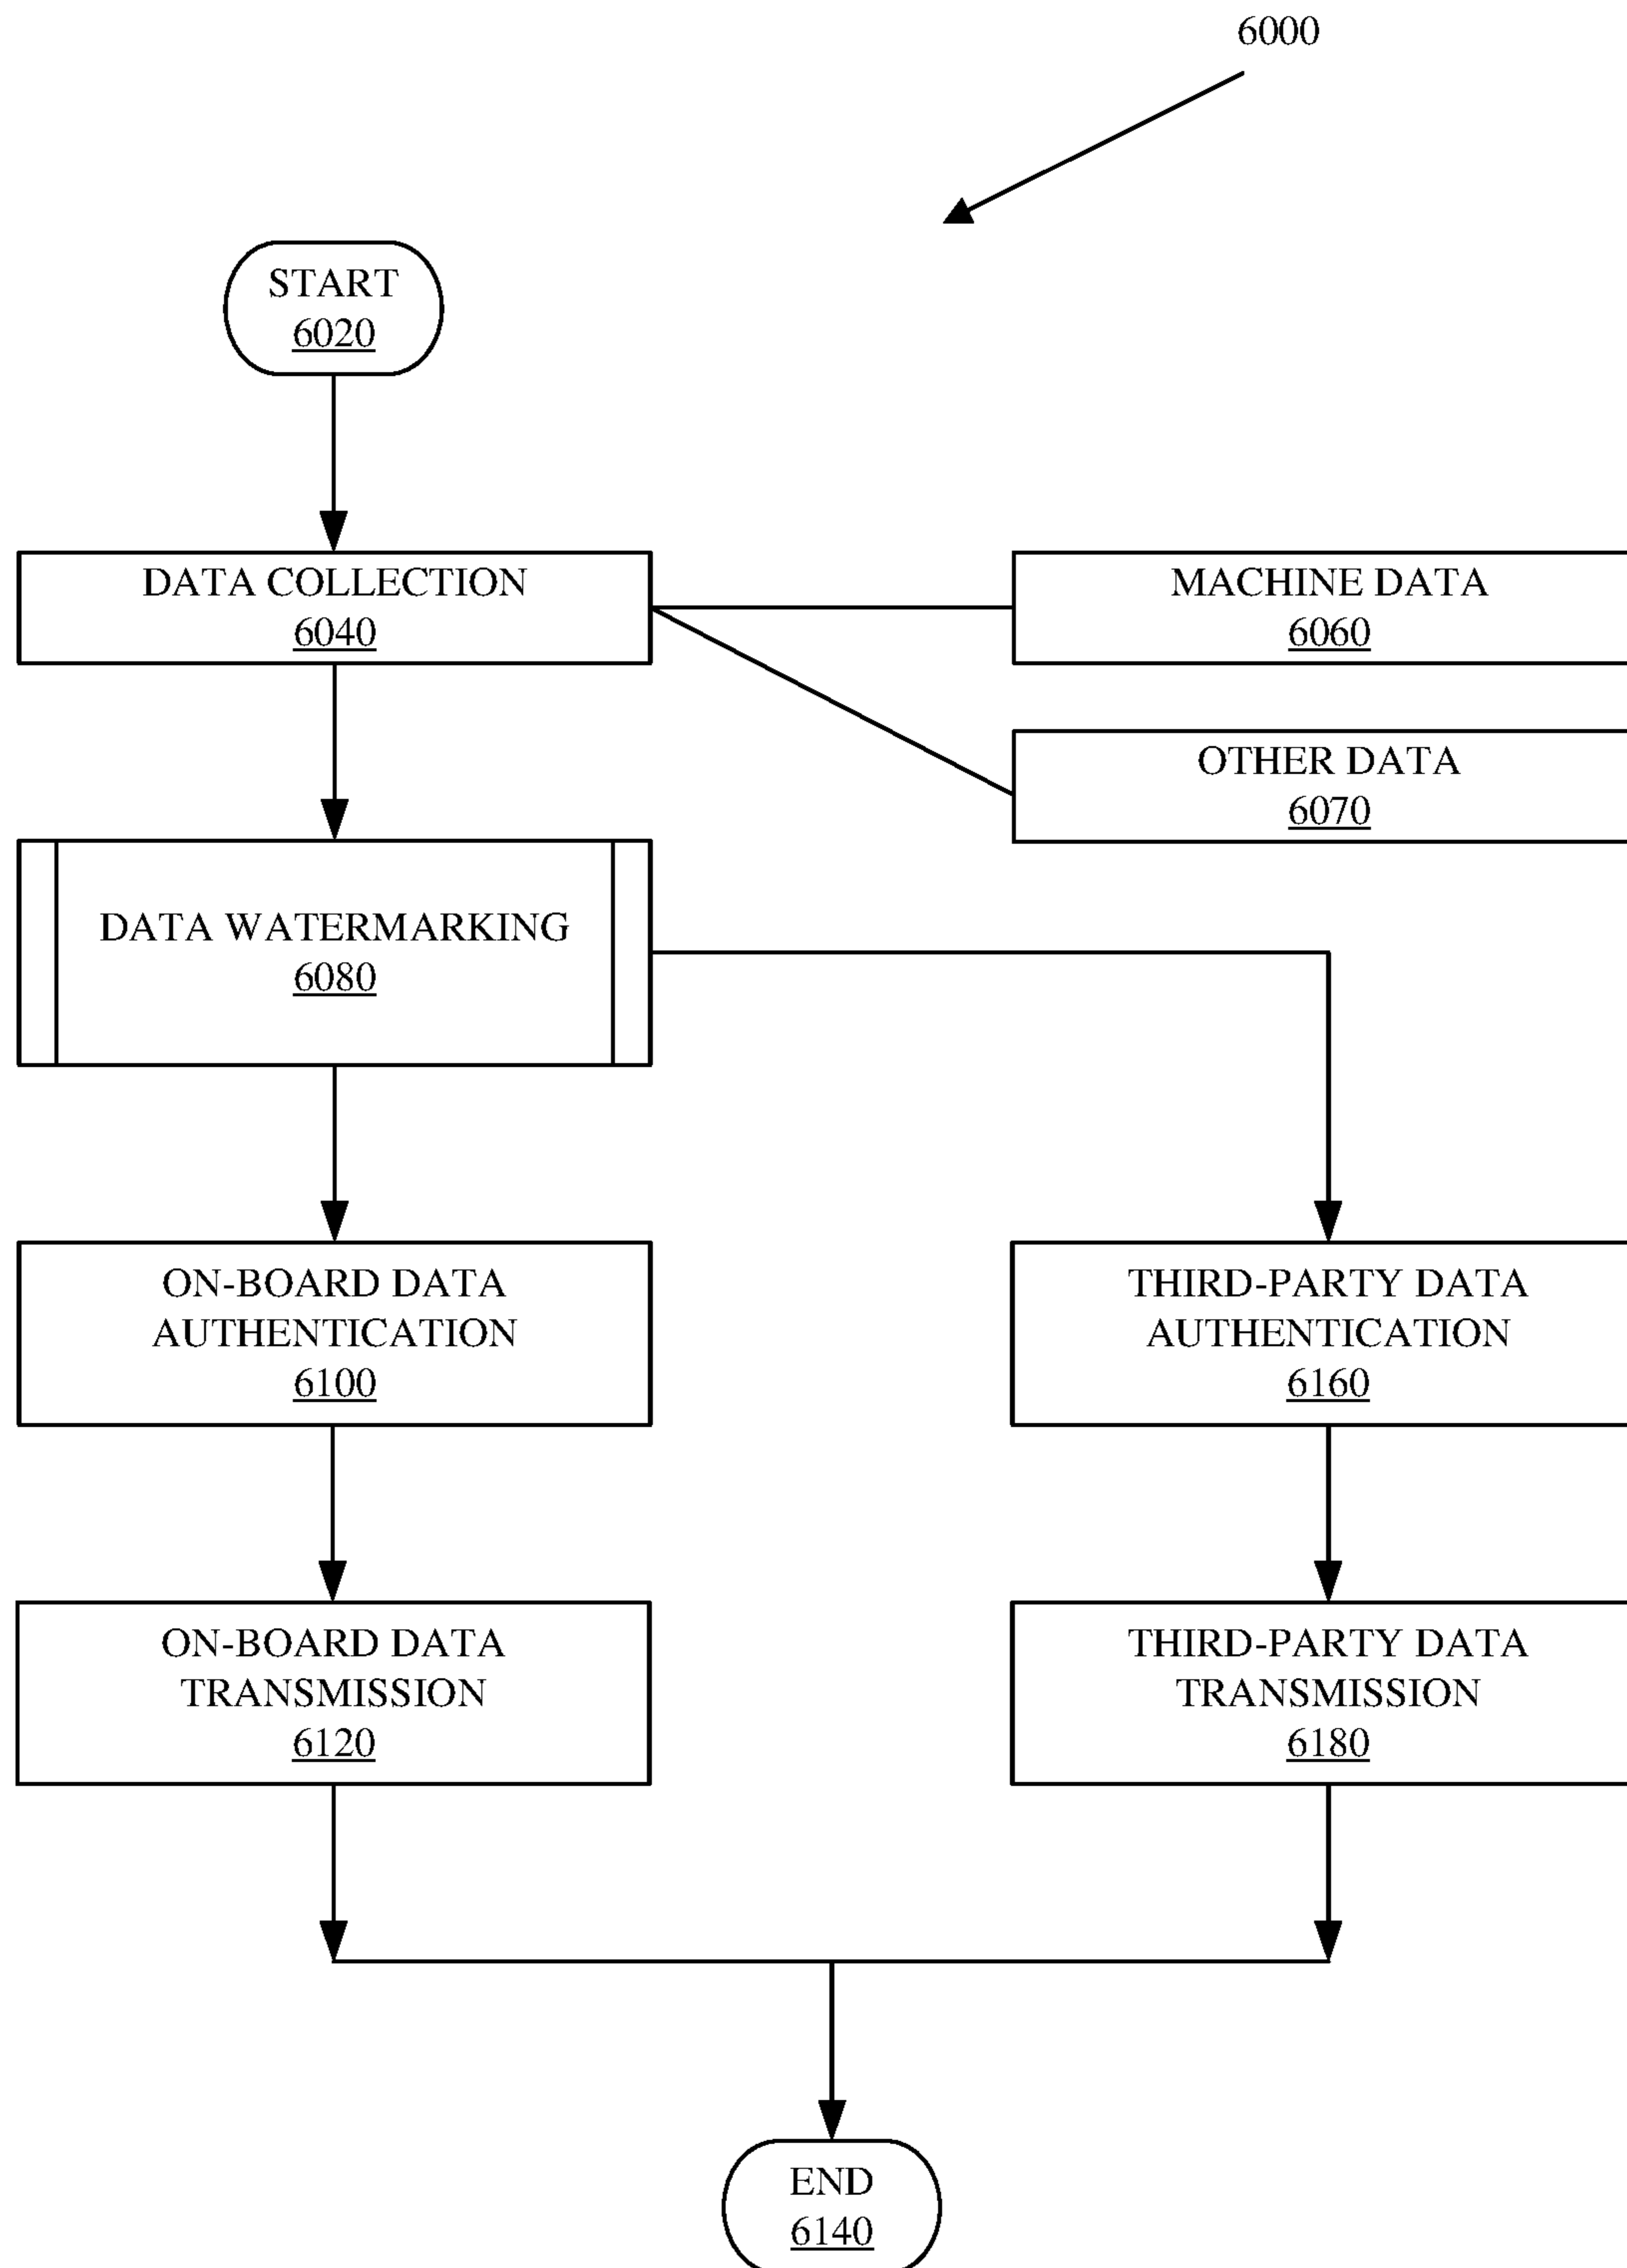 6000
START
6020
DATA COLLECTION
6040
MACHINE DATA
6060
OTHER DATA
6070
DATA WATERMARKING
6080
ON-BOARD DATA
AUTHENTICATION
6100
THIRD-PARTY DATA
AUTHENTICATION
6160
ON-BOARD DATA
TRANSMISSION
6120
THIRD-PARTY DATA
TRANSMISSION
6180
END
6140